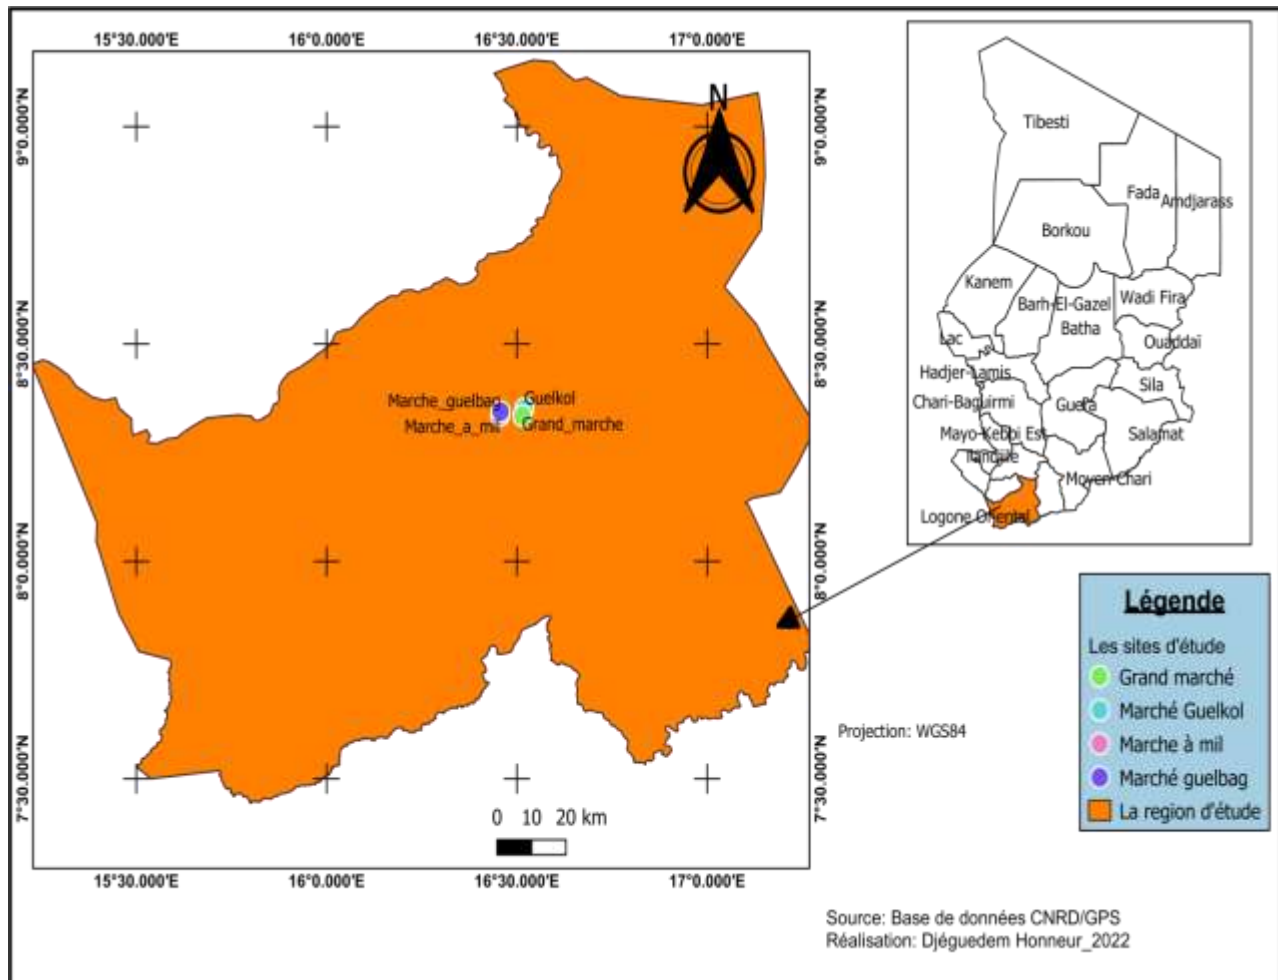 15°30.000'E 16°0.000'E 16°30.000'E 17°0.000'E
9°0.000'N
8°30.000'N
8°0.000'N
7°30.000'N
N
Marche_guelbag
Guelkol
Marche_a_mil
Grand_marche
0 10 20 km
15°30.000'E 16°0.000'E 16°30.000'E 17°0.000'E
9°0.000'N
8°30.000'N
8°0.000'N
7°30.000'N
Tibesti
Fada
Amdjarass
Borkou
Kanem
Barh-El-Gazel
Wadi Fira
Batha
Lac
Ouaddaï
Hadjer-Lamis
Sila
Chari-Baguirmi
Guera
Mayo-Kebbi Est
Salamat
Tandjile
Moyen-Chari
Logone Oriental
Légende
Les sites d'étude
Grand marché
Marché Guelkol
Marche à mil
Marché guelbag
La region d'étude
Projection: WGS84
Source: Base de données CNRD/GPS
Réalisation: Djéguedem Honneur_2022